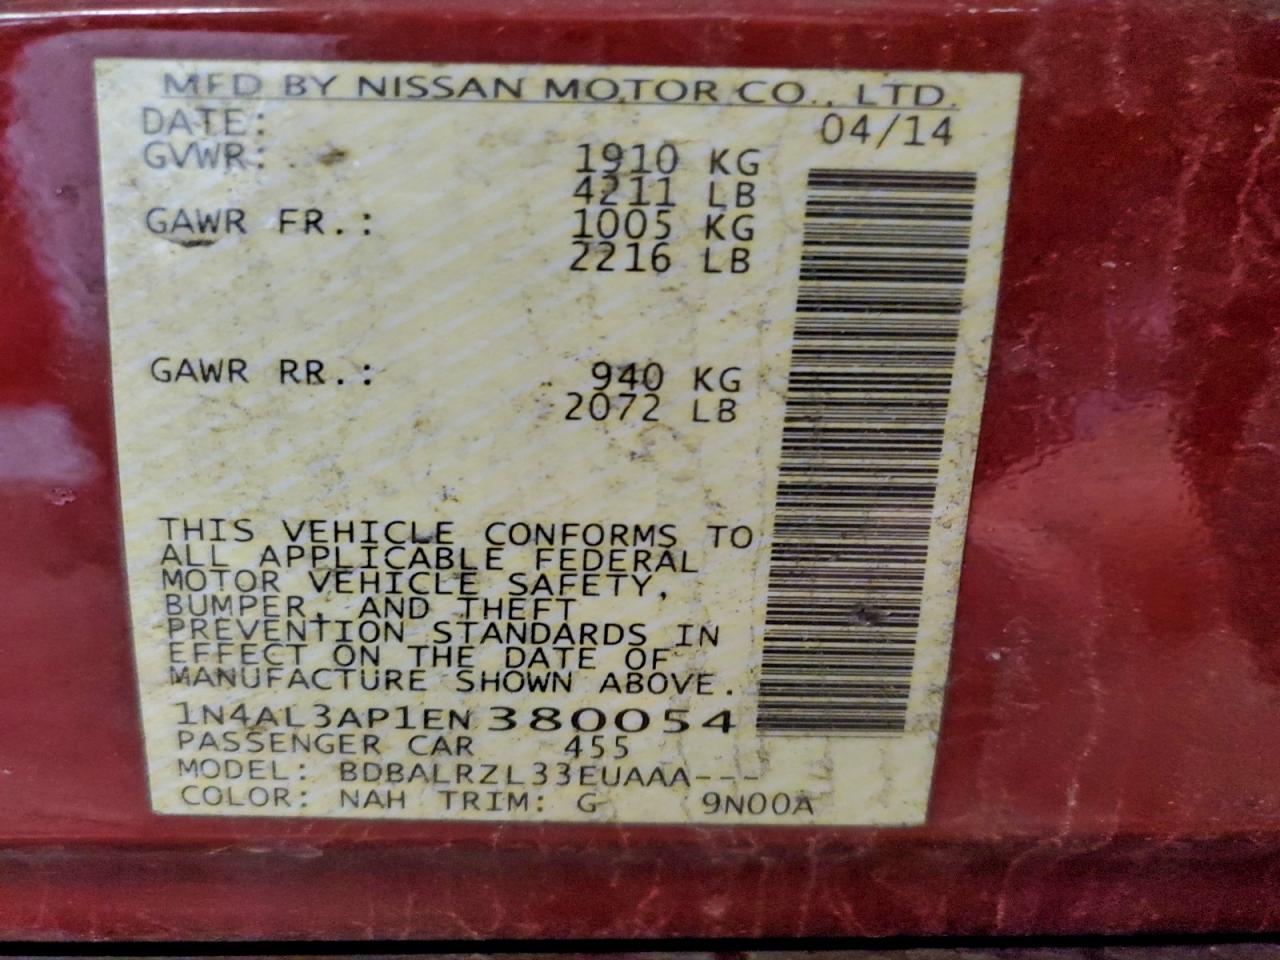 MFD BY NISSAN MOTOR CO., LTD.
DATE: 04/14
GVWR: 1910 KG
4211 LB
GAWR FR.: 1005 KG
2216 LB
GAWR RR.: 940 KG
2072 LB
THIS VEHICLE CONFORMS TO
ALL APPLICABLE FEDERAL
MOTOR VEHICLE SAFETY,
BUMPER, AND THEFT
PREVENTION STANDARDS IN
EFFECT ON THE DATE OF
MANUFACTURE SHOWN ABOVE.
1N4AL3AP1EN380054
PASSENGER CAR 455
MODEL: BDBALRZL33EUAAA---
COLOR: NAH TRIM: G 9N00A